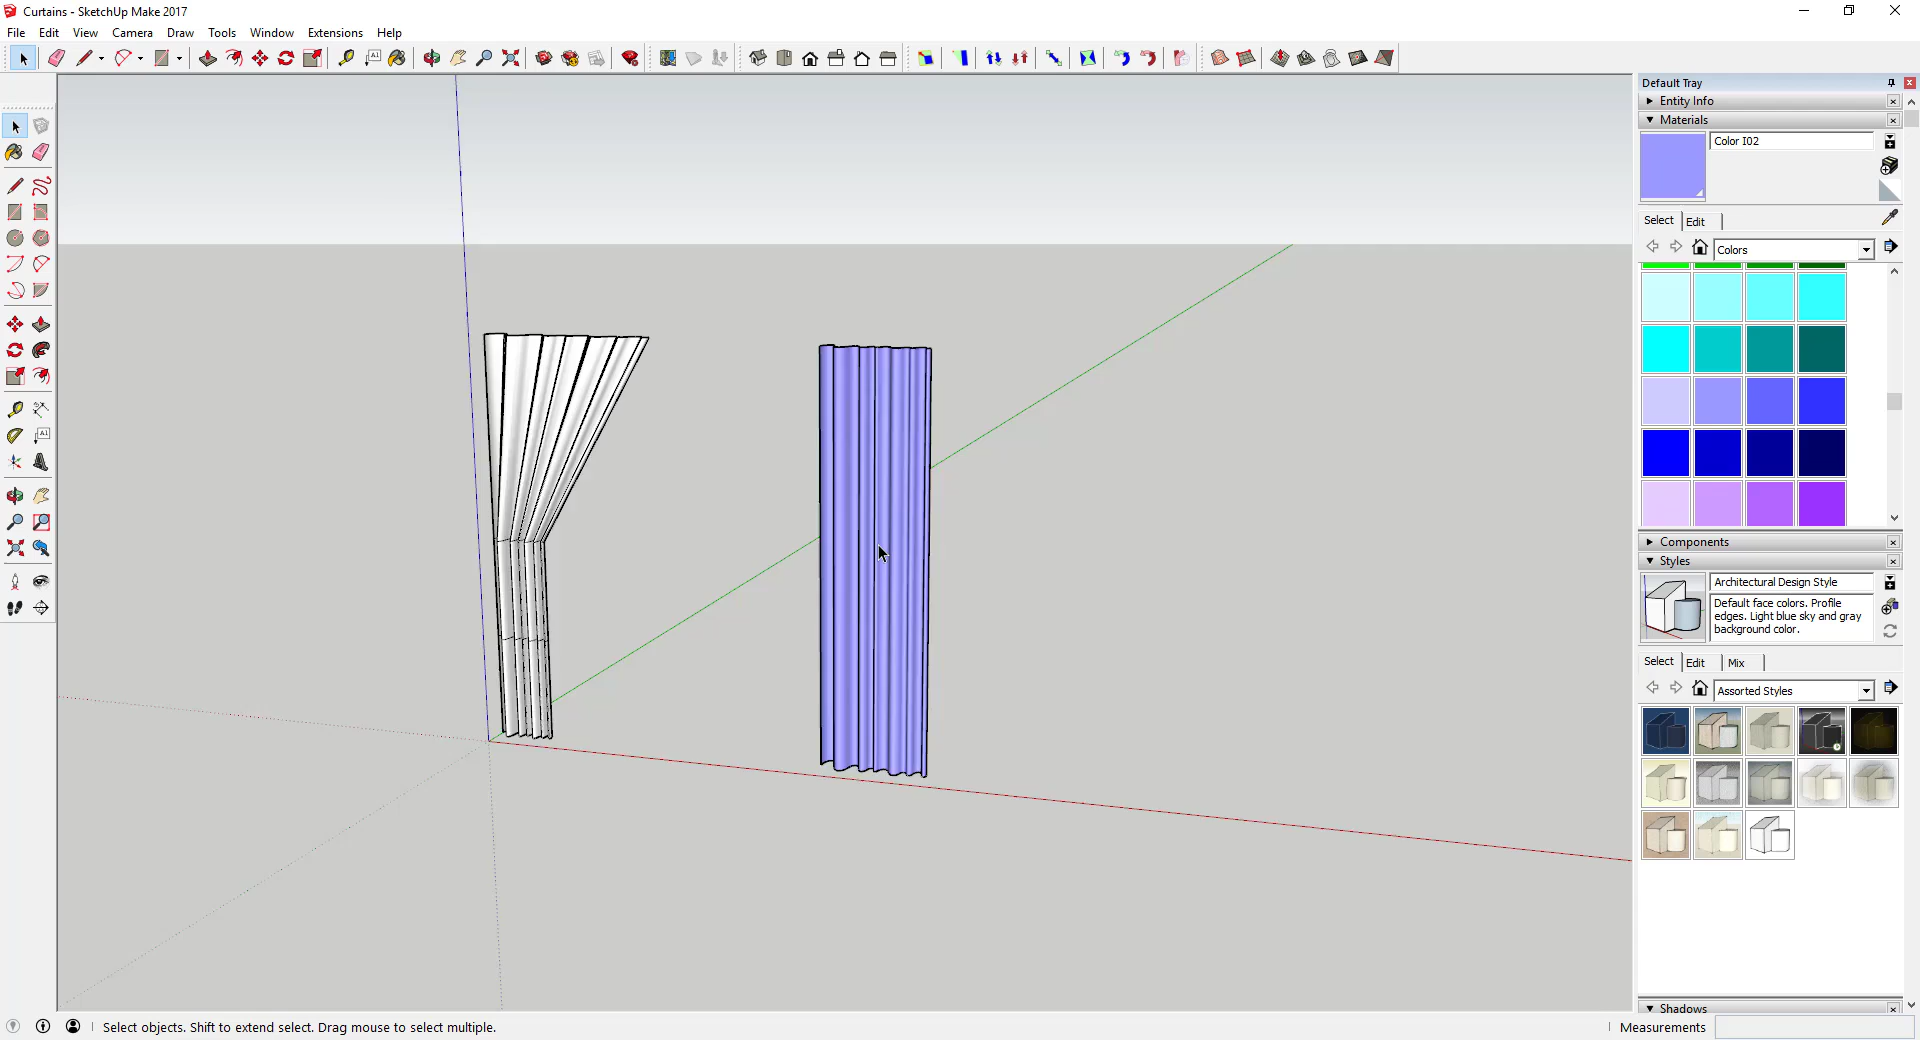 Curtains - SketchUp Make 2017
File Edit View Camera Draw Tools Window Extensions Help
Default Tray
Entity Info
Materials
Color I02
Select Edit
Colors
Components
Styles
Architectural Design Style
Default face colors. Profile
edges. Light blue sky and gray
background color.
Select Edit Mix
Assorted Styles
Shadows
Select objects. Shift to extend select. Drag mouse to select multiple.
Measurements